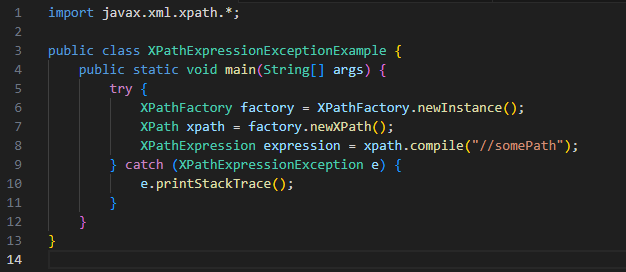 1 import javax.xml.xpath.*;
2
3 public class XPathExpressionExceptionExample {
4     public static void main(String[] args) {
5         try {
6             XPathFactory factory = XPathFactory.newInstance();
7             XPath xpath = factory.newXPath();
8             XPathExpression expression = xpath.compile("//somePath");
9         } catch (XPathExpressionException e) {
10             e.printStackTrace();
11         }
12     }
13 }
14